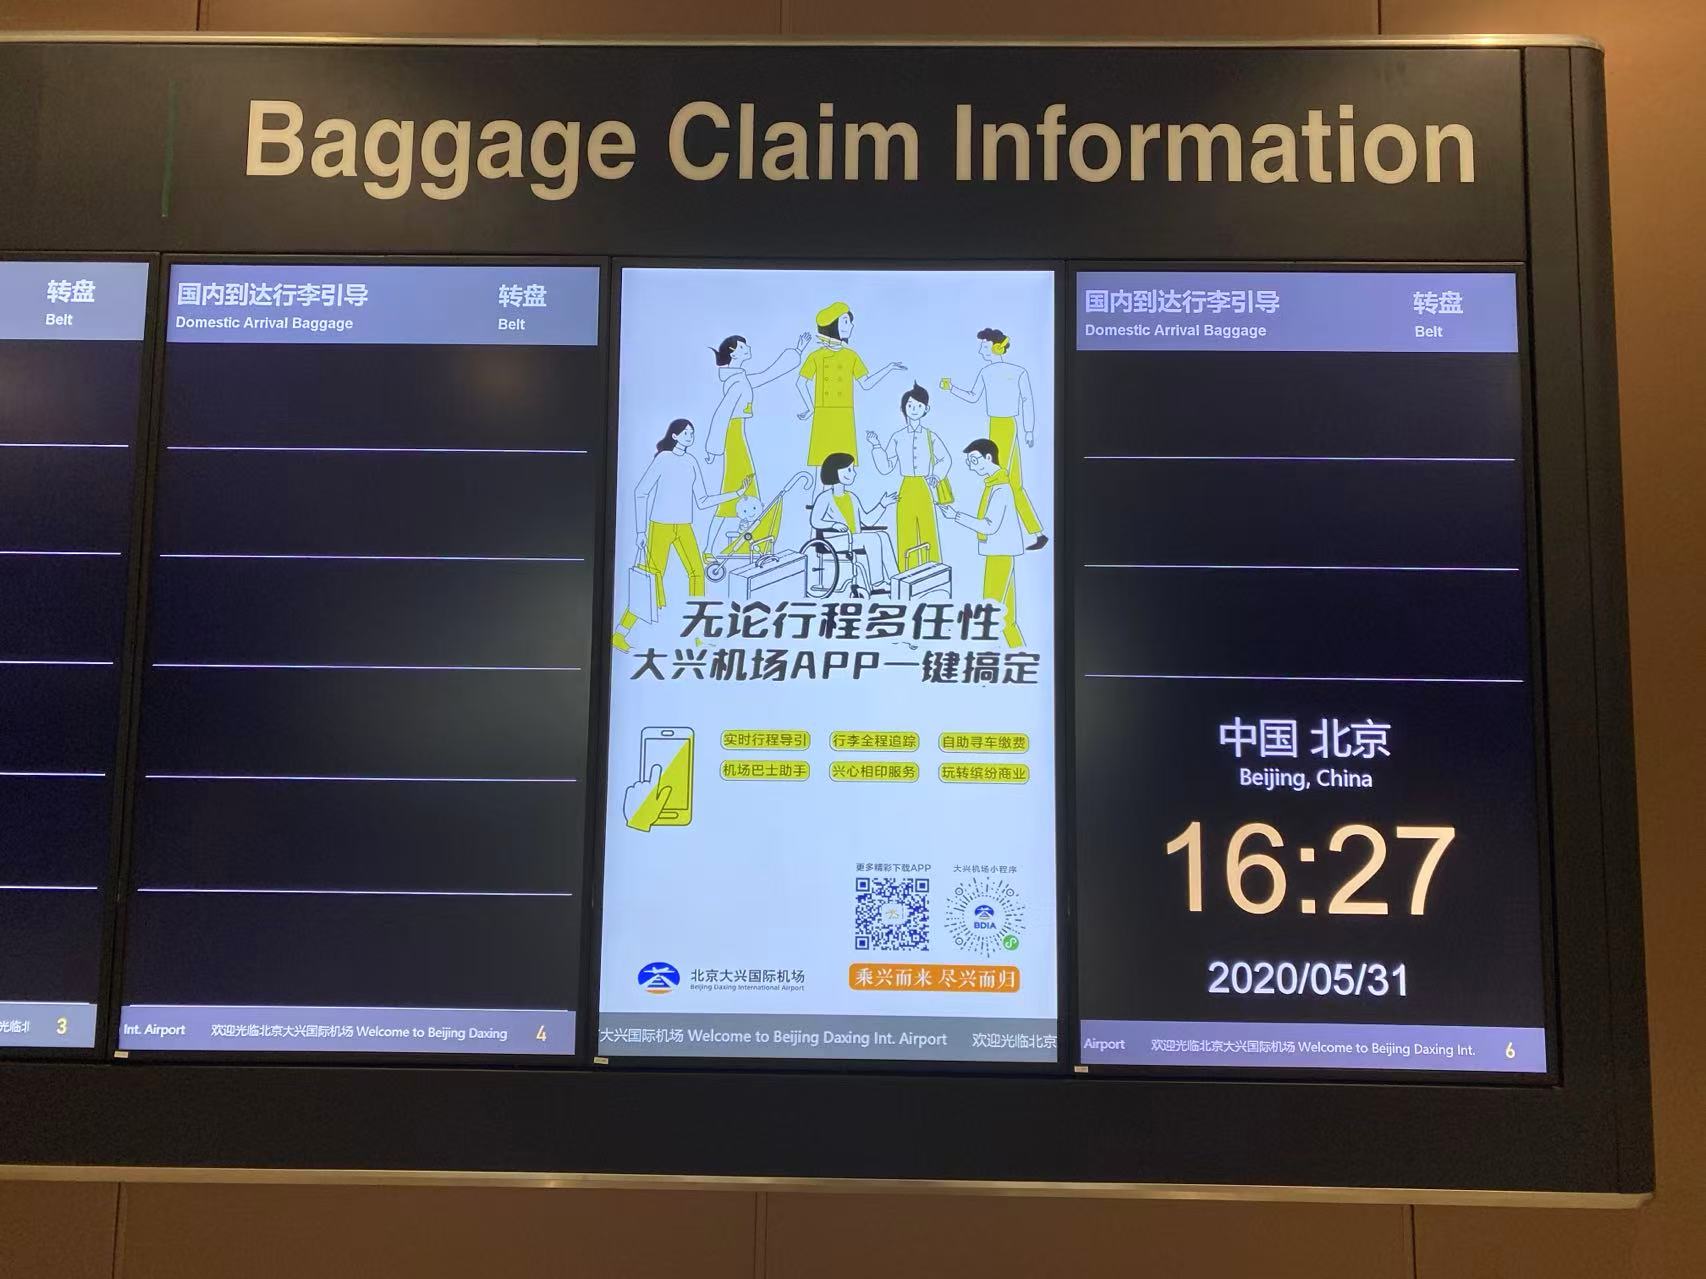 Baggage Claim Information
转盘
Belt
国内到达行李引导 转盘
Domestic Arrival Baggage Belt
国内到达行李引导 转盘
Domestic Arrival Baggage Belt
无论行程多任性
大兴机场APP一键搞定
实时行程导引 行李全程追踪 自助寻车缴费
机场巴士助手 兴心相印服务 玩转缤纷商业
更多精彩下载APP 大兴机场小程序
BDIA
北京大兴国际机场
Beijing Daxing International Airport
乘兴而来 尽兴而归
中国 北京
Beijing, China
16:27
2020/05/31
光临北 3
Int. Airport 欢迎光临北京大兴国际机场 Welcome to Beijing Daxing 4
大兴国际机场 Welcome to Beijing Daxing Int. Airport 欢迎光临北京
Airport 欢迎光临北京大兴国际机场 Welcome to Beijing Daxing Int. 6